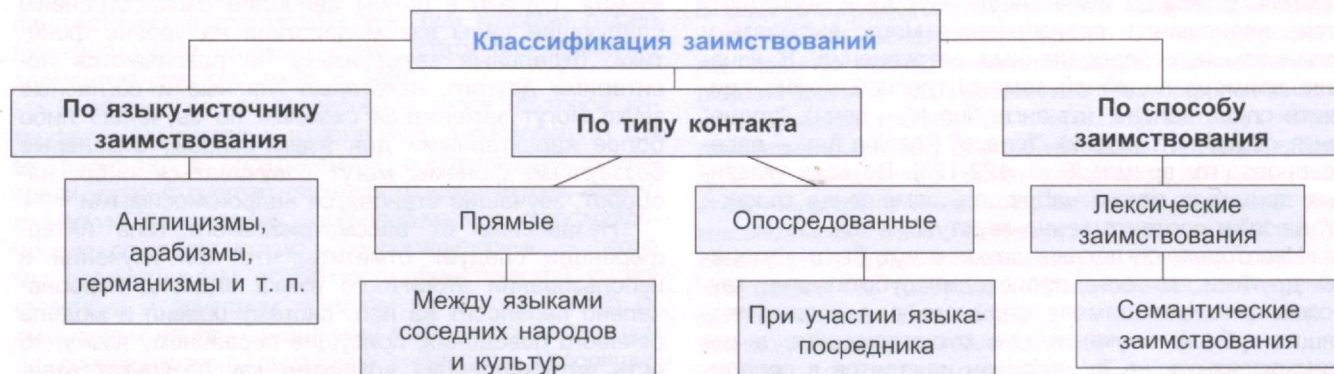 Классификация заимствований
По языку-источнику
заимствования
Англицизмы,
арабизмы,
германизмы и т. п.
По типу контакта
Прямые
Между языками
соседних народов
и культур
Опосредованные
При участии языка-
посредника
По способу
заимствования
Лексические
заимствования
Семантические
заимствования